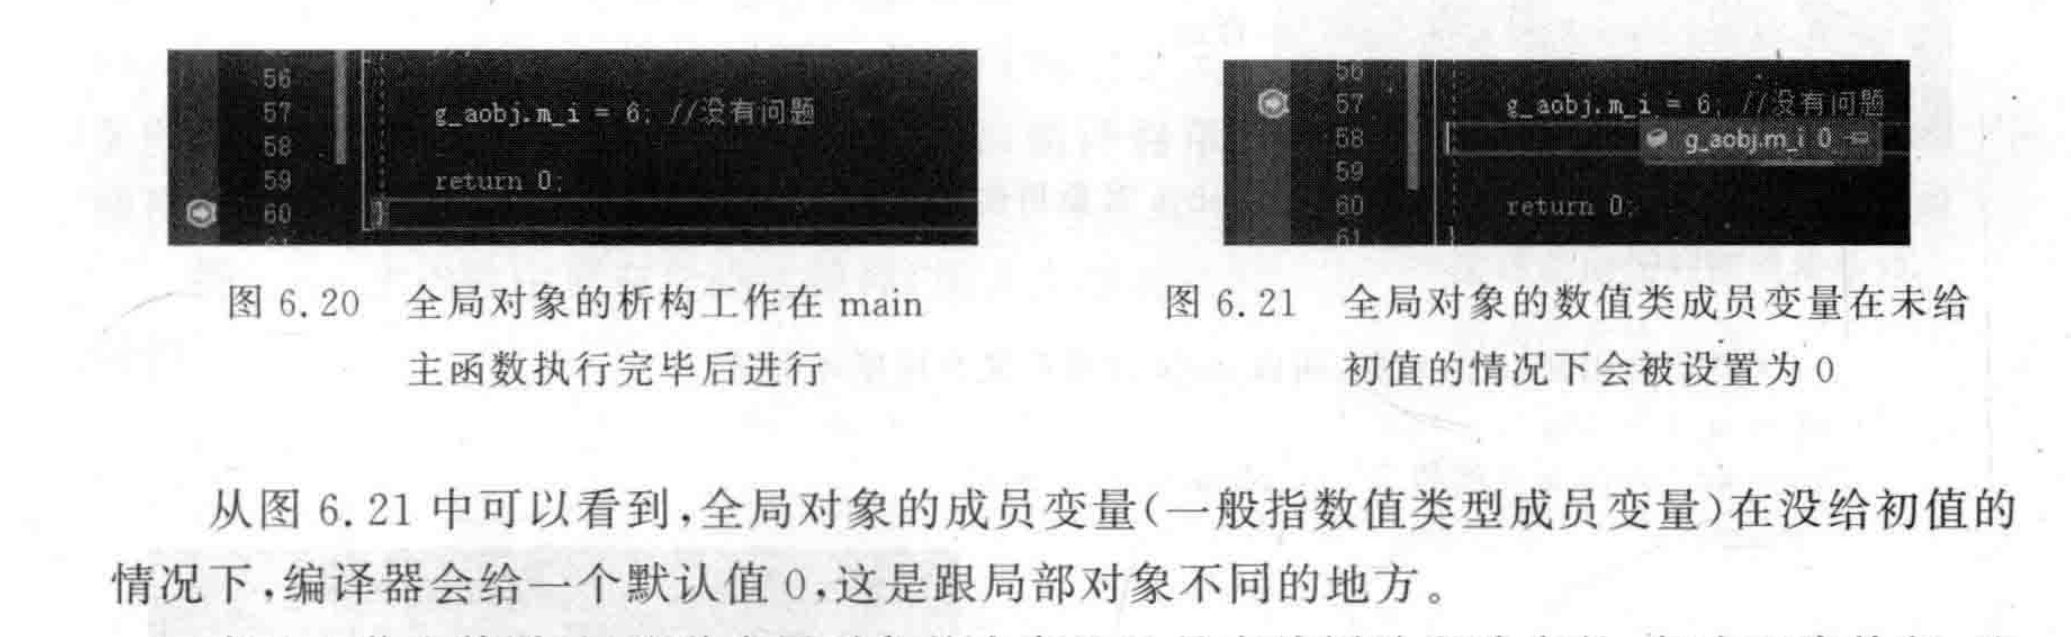 56
57 g_aobj.m_i = 6; //没有问题
58
59 return 0;
60 }
56
57 g_aobj.m_i = 6; //没有问题
58 g_aobj.m_i 0
59
60 return 0;
61
图 6.20 全局对象的析构工作在 main
主函数执行完毕后进行
图 6.21 全局对象的数值类成员变量在未给
初值的情况下会被设置为 0
从图 6.21 中可以看到,全局对象的成员变量(一般指数值类型成员变量)在没给初值的
情况下,编译器会给一个默认值 0,这是跟局部对象不同的地方。